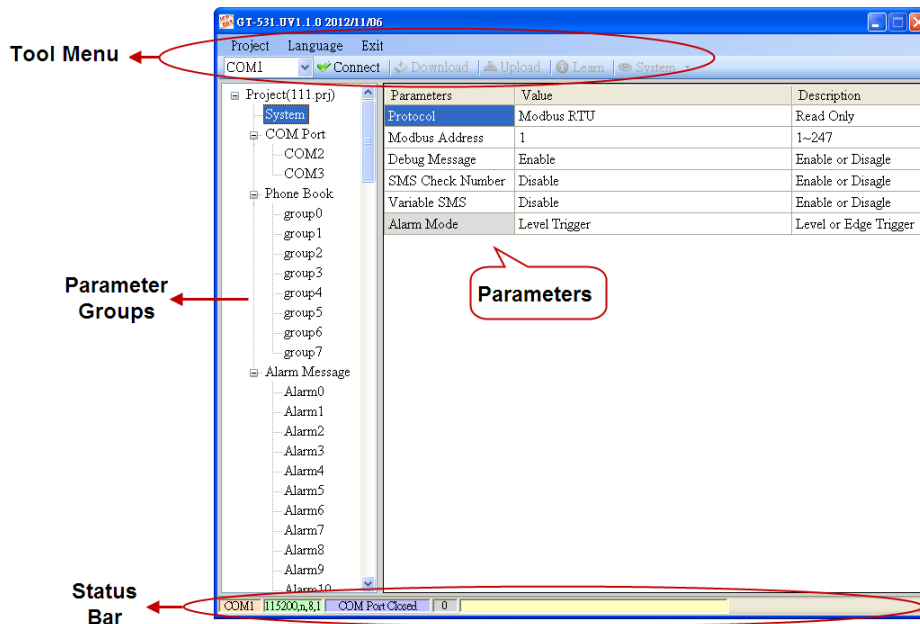 GT-531.UV1.1.0 2012/11/06
Project Language Exit
COM1 Connect Download Upload Learn System
Tool Menu
Project(111.prj)
System
COM Port
COM2
COM3
Phone Book
group0
group1
group2
group3
group4
group5
group6
group7
Alarm Message
Alarm0
Alarm1
Alarm2
Alarm3
Alarm4
Alarm5
Alarm6
Alarm7
Alarm8
Alarm9
Alarm10
Parameter
Groups
Parameters Value Description
Protocol Modbus RTU Read Only
Modbus Address 1 1~247
Debug Message Enable Enable or Disagle
SMS Check Number Disable Enable or Disagle
Variable SMS Disable Enable or Disagle
Alarm Mode Level Trigger Level or Edge Trigger
Parameters
Status
Bar
COM1 115200,n,8,1 COM Port Closed 0